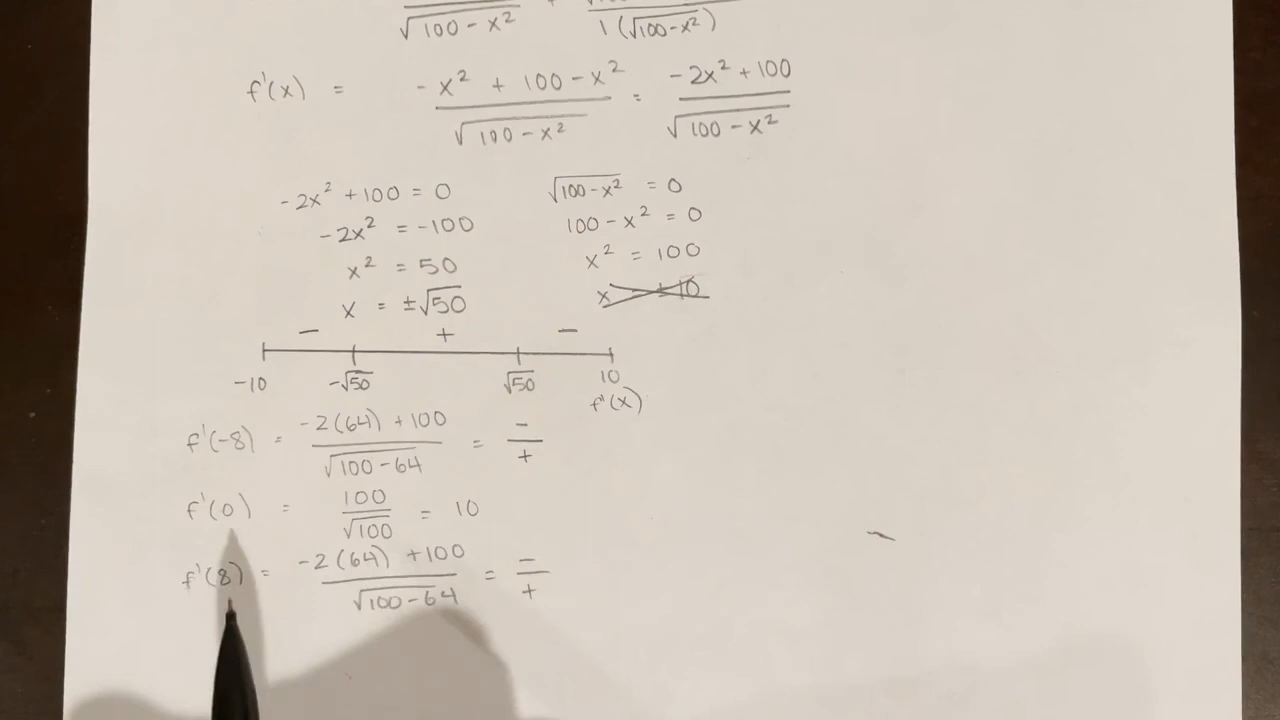 √100 - x² 1(√100-x²)
f'(x) = - x² + 100 - x² / √100 - x² = -2x² + 100 / √100 - x²
-2x² + 100 = 0 √100-x² = 0
-2x² = -100 100 - x² = 0
x² = 50 x² = 100
x = ±√50
- + -
-10 -√50 √50 10
f'(x)
f'(-8) = -2(64) + 100 / √100-64 = - / +
f'(0) = 100 / √100 = 10
f'(8) = -2(64) + 100 / √100-64 = - / +